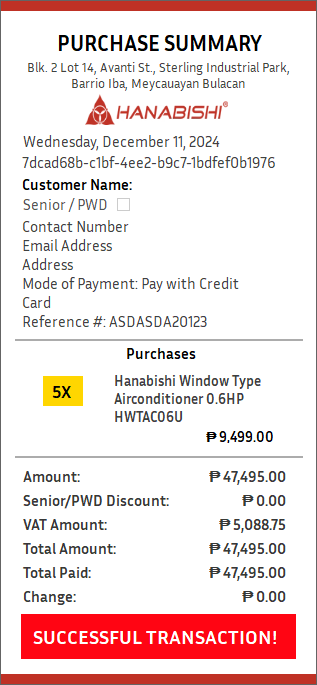 PURCHASE SUMMARY
Blk. 2 Lot 14, Avanti St., Sterling Industrial Park,
Barrio Iba, Meycauayan Bulacan
HANABISHI®
Wednesday, December 11, 2024
7dcad68b-c1bf-4ee2-b9c7-1bdfef0b1976
Customer Name:
Senior / PWD
Contact Number
Email Address
Address
Mode of Payment: Pay with Credit
Card
Reference #: ASDASDA20123
Purchases
5X
Hanabishi Window Type
Airconditioner 0.6HP
HWTAC06U
₱ 9,499.00
Amount: ₱ 47,495.00
Senior/PWD Discount: ₱ 0.00
VAT Amount: ₱ 5,088.75
Total Amount: ₱ 47,495.00
Total Paid: ₱ 47,495.00
Change: ₱ 0.00
SUCCESSFUL TRANSACTION!